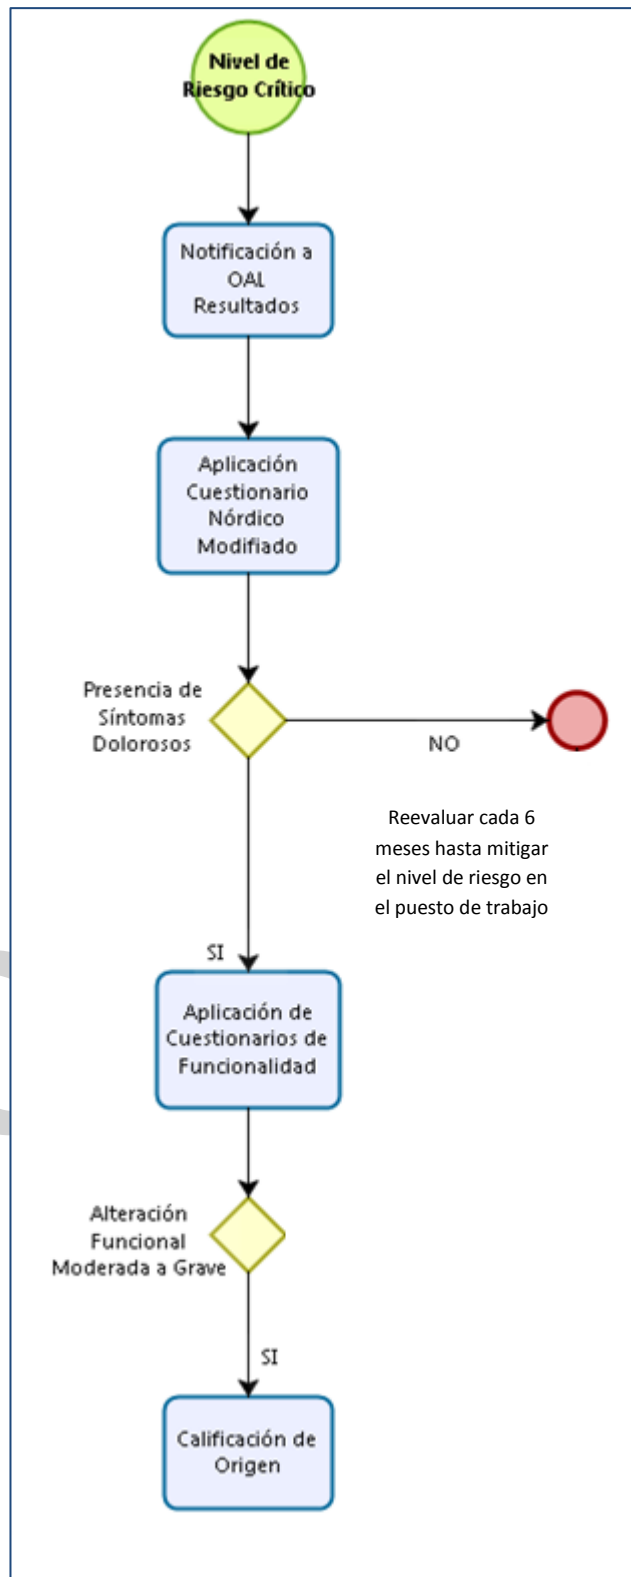 Nivel de
Riesgo Crítico
Notificación a
OAL
Resultados
Aplicación
Cuestionario
Nórdico
Modificado
Presencia de
Síntomas
Dolorosos
NO
Reevaluar cada 6
meses hasta mitigar
el nivel de riesgo en
el puesto de trabajo
SI
Aplicación de
Cuestionarios de
Funcionalidad
Alteración
Funcional
Moderada a Grave
SI
Calificación de
Origen